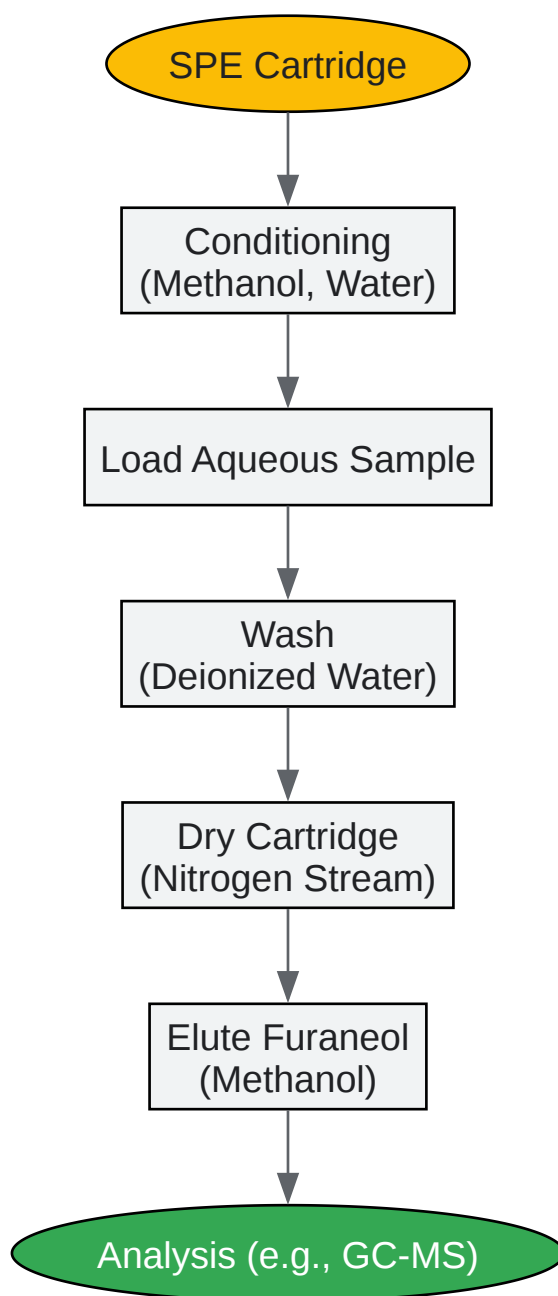 SPE Cartridge
Conditioning
(Methanol, Water)
Load Aqueous Sample
Wash
(Deionized Water)
Dry Cartridge
(Nitrogen Stream)
Elute Furaneol
(Methanol)
Analysis (e.g., GC-MS)